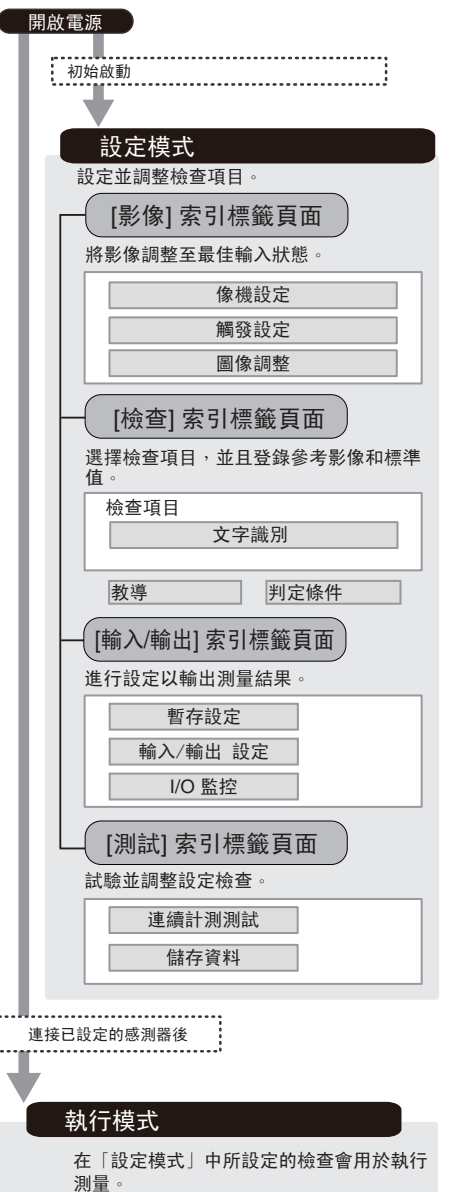 開啟電源
初始啟動
設定模式
設定並調整檢查項目。
[影像] 索引標籤頁面
將影像調整至最佳輸入狀態。
像機設定
觸發設定
圖像調整
[檢查] 索引標籤頁面
選擇檢查項目，並且登錄參考影像和標準
值。
檢查項目
文字識別
教導
判定條件
[輸入/輸出] 索引標籤頁面
進行設定以輸出測量結果。
暫存設定
輸入/輸出 設定
I/O 監控
[測試] 索引標籤頁面
試驗並調整設定檢查。
連續計測測試
儲存資料
連接已設定的感測器後
執行模式
在「設定模式」中所設定的檢查會用於執行
測量。